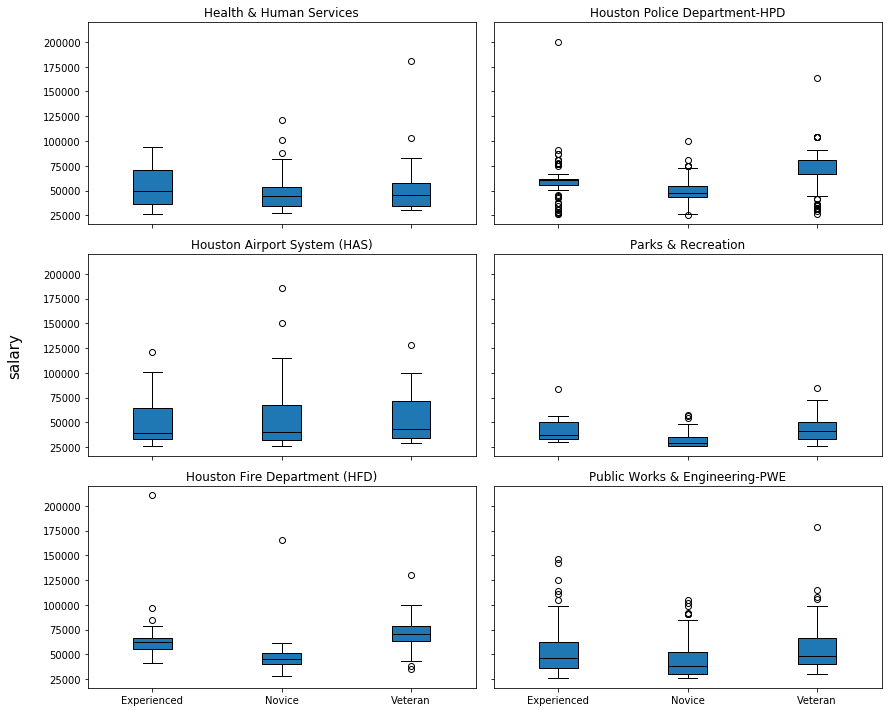 Health & Human Services
Houston Police Department-HPD
200000
175000
150000
125000
100000
75000
50000
25000
Houston Airport System (HAS)
Parks & Recreation
200000
175000
150000
125000
100000
75000
50000
25000
salary
Houston Fire Department (HFD)
Public Works & Engineering-PWE
200000
175000
150000
125000
100000
75000
50000
25000
Experienced
Novice
Veteran
Experienced
Novice
Veteran